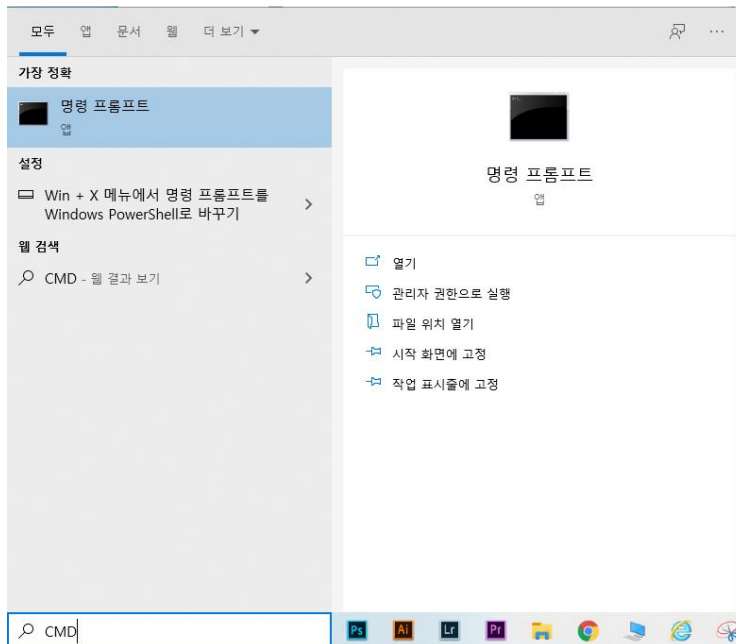 모두 앱 문서 웹 더 보기
가장 정확
명령 프롬프트
앱
설정
Win + X 메뉴에서 명령 프롬프트를
Windows PowerShell로 바꾸기
웹 검색
CMD - 웹 결과 보기
명령 프롬프트
앱
열기
관리자 권한으로 실행
파일 위치 열기
시작 화면에 고정
작업 표시줄에 고정
CMD
Ps Ai Lr Pr